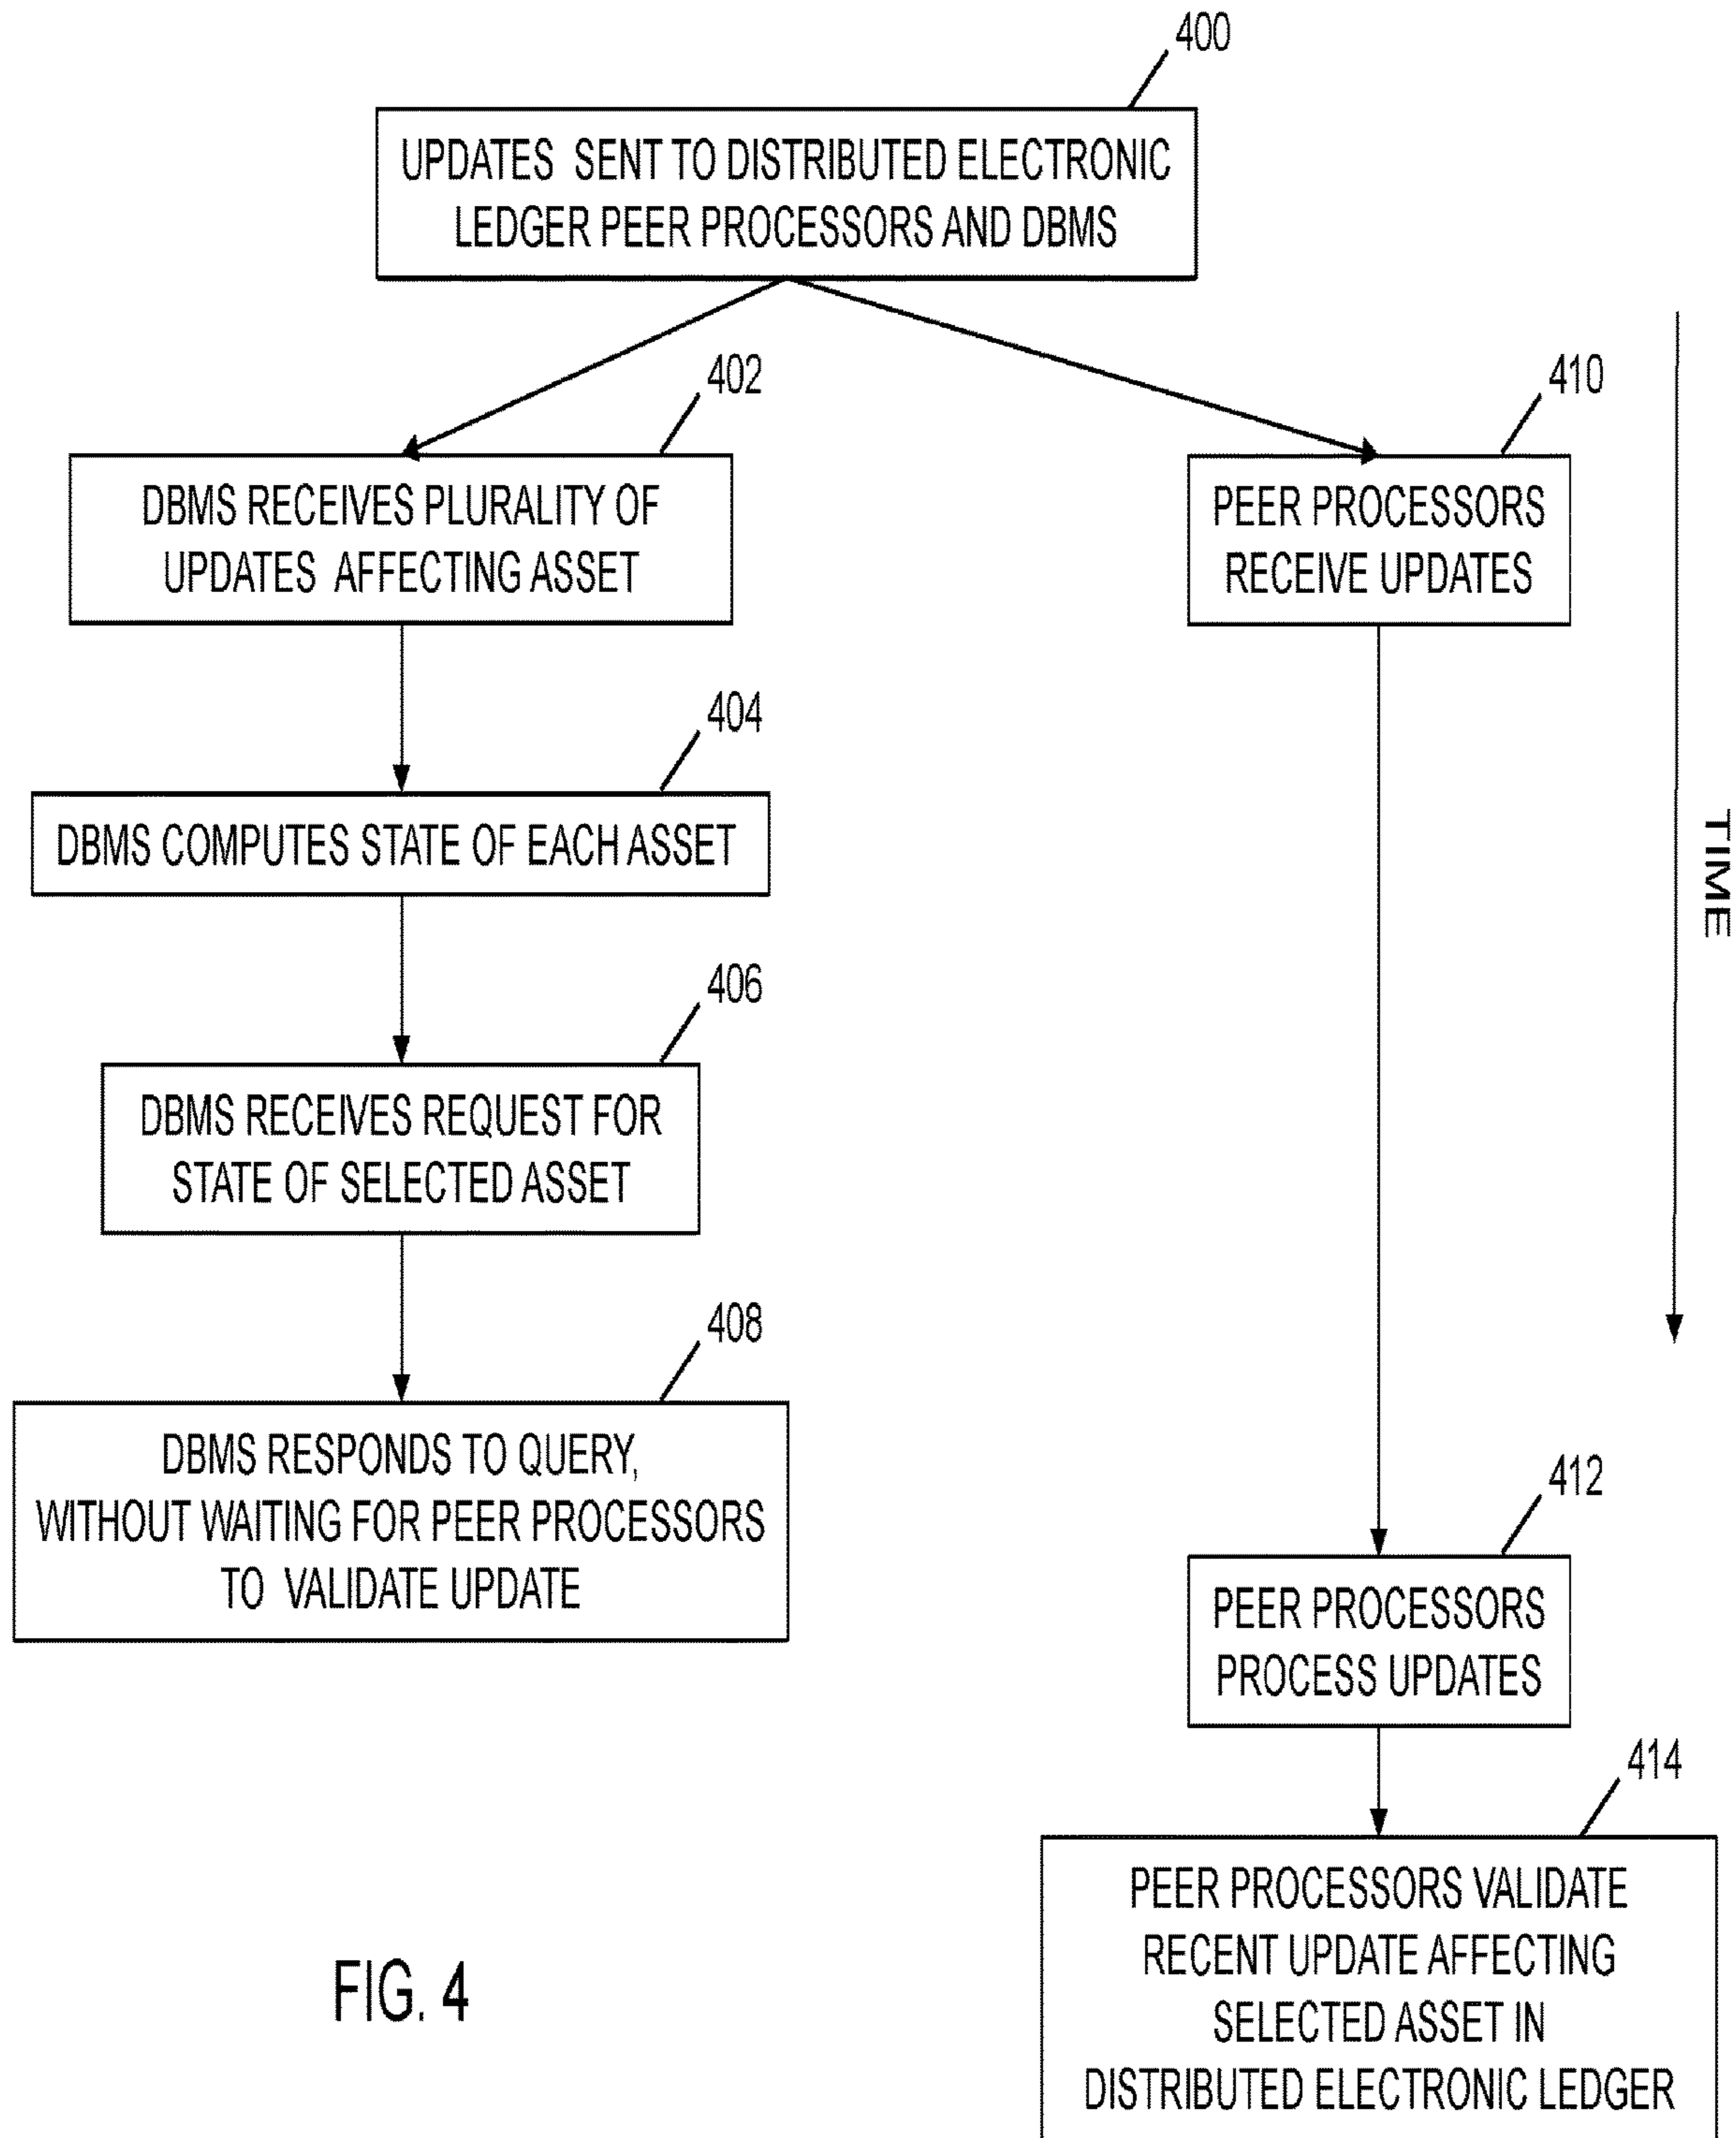 400
UPDATES SENT TO DISTRIBUTED ELECTRONIC
LEDGER PEER PROCESSORS AND DBMS
402
DBMS RECEIVES PLURALITY OF
UPDATES AFFECTING ASSET
410
PEER PROCESSORS
RECEIVE UPDATES
404
DBMS COMPUTES STATE OF EACH ASSET
TIME
406
DBMS RECEIVES REQUEST FOR
STATE OF SELECTED ASSET
408
DBMS RESPONDS TO QUERY,
WITHOUT WAITING FOR PEER PROCESSORS
TO VALIDATE UPDATE
412
PEER PROCESSORS
PROCESS UPDATES
414
PEER PROCESSORS VALIDATE
RECENT UPDATE AFFECTING
SELECTED ASSET IN
DISTRIBUTED ELECTRONIC LEDGER
FIG. 4